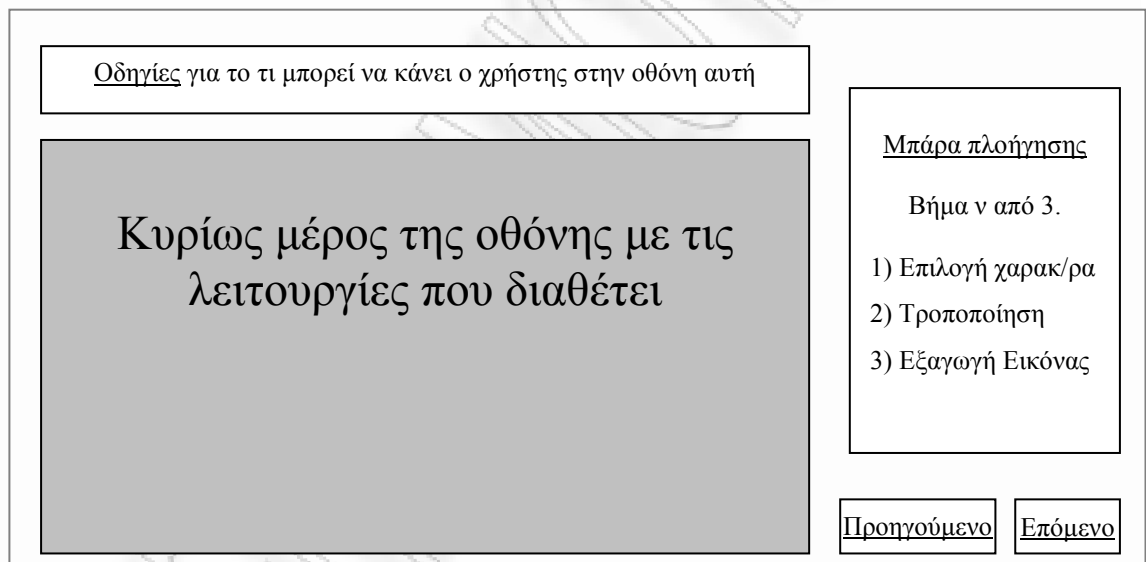 Οδηγίες για το τι μπορεί να κάνει ο χρήστης στην οθόνη αυτή
Κυρίως μέρος της οθόνης με τις
λειτουργίες που διαθέτει
Μπάρα πλοήγησης
Βήμα ν από 3.
1) Επιλογή χαρακ/ρα
2) Τροποποίηση
3) Εξαγωγή Εικόνας
Προηγούμενο
Επόμενο